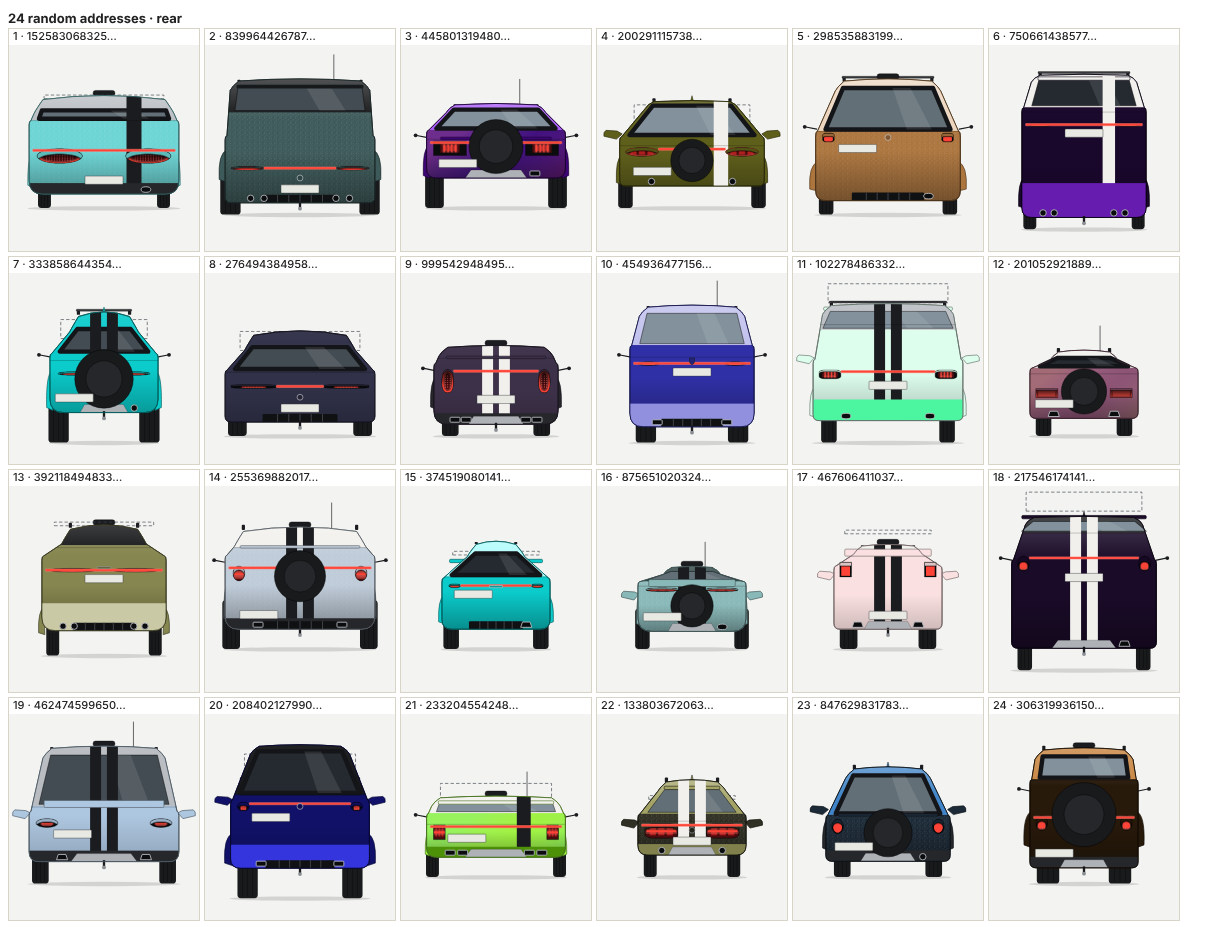 24 random addresses · rear
1 · 152583068325...
2 · 839964426787...
3 · 445801319480...
4 · 200291115738...
5 · 298535883199...
6 · 750661438577...
7 · 333858644354...
8 · 276494384958...
9 · 999542948495...
10 · 454936477156...
11 · 102278486332...
12 · 201052921889...
13 · 392118494833...
14 · 255369882017...
15 · 374519080141...
16 · 875651020324...
17 · 467606411037...
18 · 217546174141...
19 · 462474599650...
20 · 208402127990...
21 · 233204554248...
22 · 133803672063...
23 · 847629831783...
24 · 306319936150...